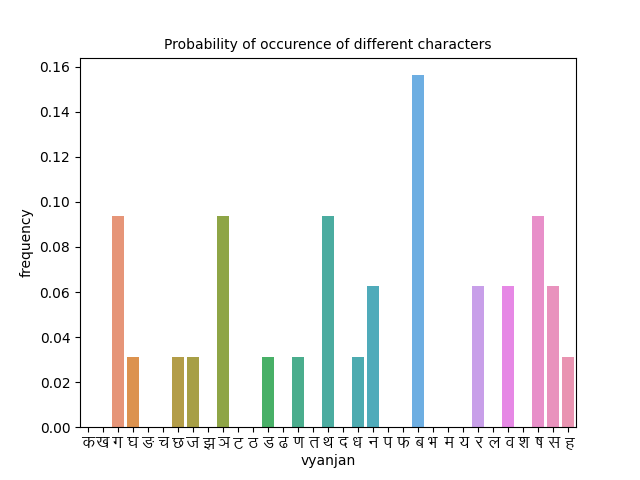 Probability of occurence of different characters
0.16
0.14
0.12
0.10
0.08
0.06
0.04
0.02
0.00
frequency
क ख ग घ ङ च छ ज झ ञ ट ठ ड ढ ण त थ द ध न प फ ब भ म य र ल व श ष स ह
vyanjan